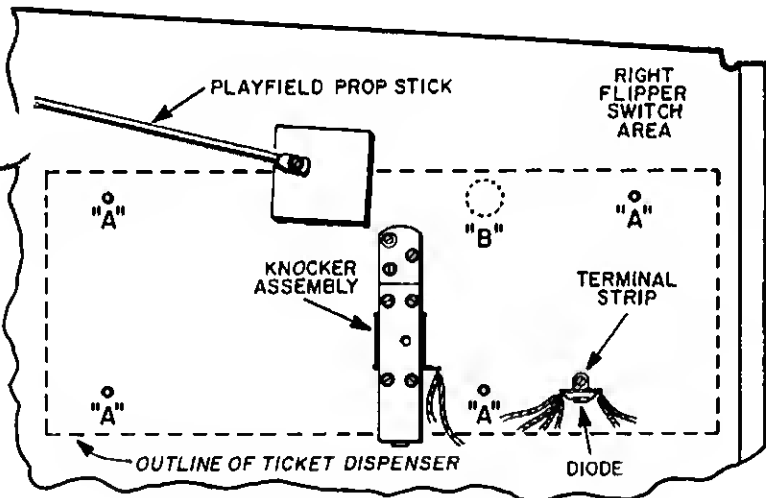 PLAYFIELD PROP STICK
RIGHT
FLIPPER
SWITCH
AREA
"A"
"B"
"A"
KNOCKER
ASSEMBLY
TERMINAL
STRIP
"A"
"A"
OUTLINE OF TICKET DISPENSER
DIODE